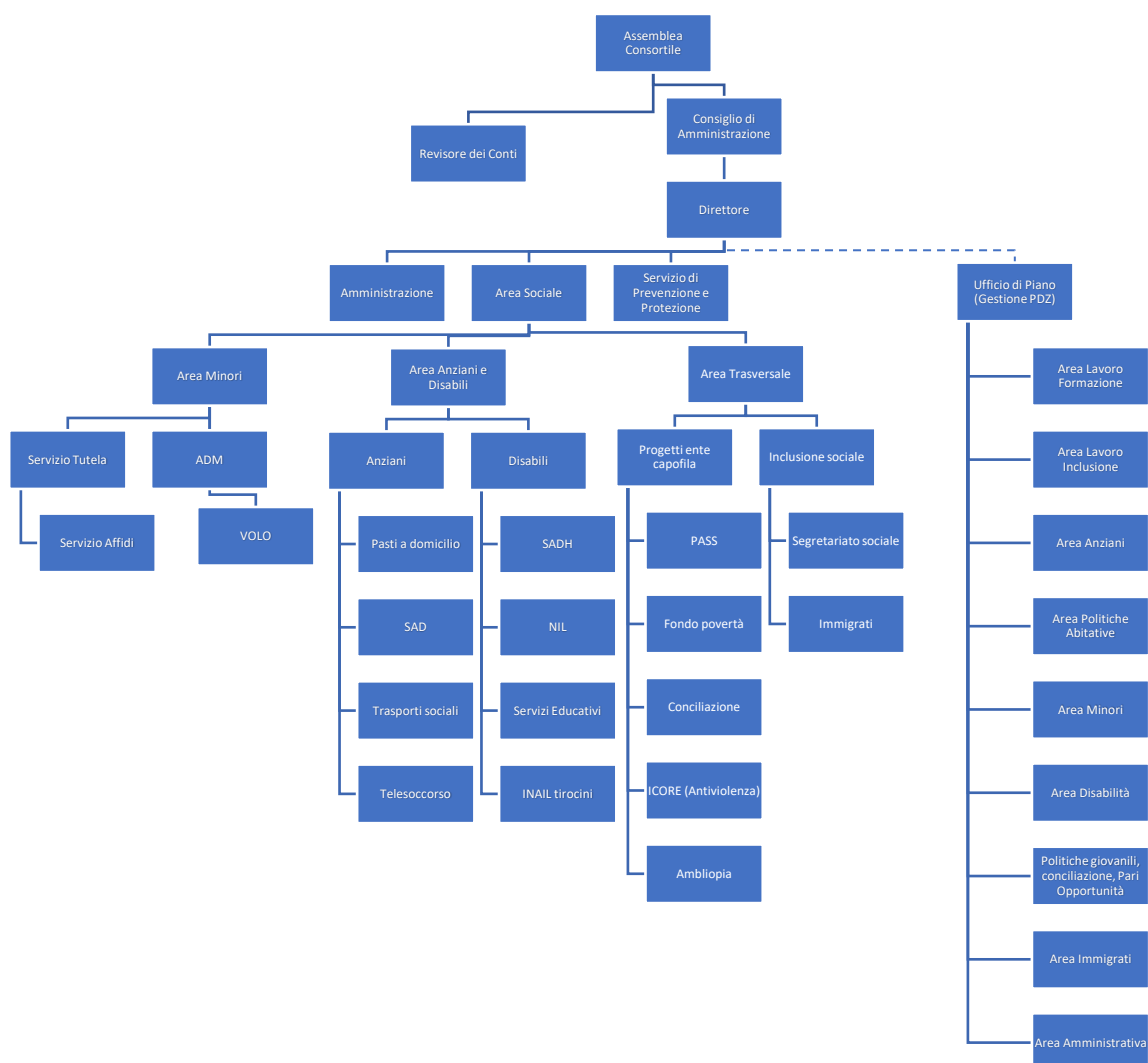 Assemblea
Consortile
Consiglio di
Amministrazione
Revisore dei Conti
Direttore
Amministrazione
Area Sociale
Servizio di
Prevenzione e
Protezione
Ufficio di Piano
(Gestione PDZ)
Area Minori
Area Anziani e
Disabili
Area Trasversale
Servizio Tutela
ADM
Servizio Affidi
VOLO
Anziani
Disabili
Pasti a domicilio
SAD
Trasporti sociali
Telesoccorso
SADH
NIL
Servizi Educativi
INAIL tirocini
Progetti ente
capofila
Inclusione sociale
PASS
Fondo povertà
Conciliazione
ICORE (Antiviolenza)
Ambliopia
Segretariato sociale
Immigrati
Area Lavoro
Formazione
Area Lavoro
Inclusione
Area Anziani
Area Politiche
Abitative
Area Minori
Area Disabilità
Politiche giovanili,
conciliazione, Pari
Opportunità
Area Immigrati
Area Amministrativa